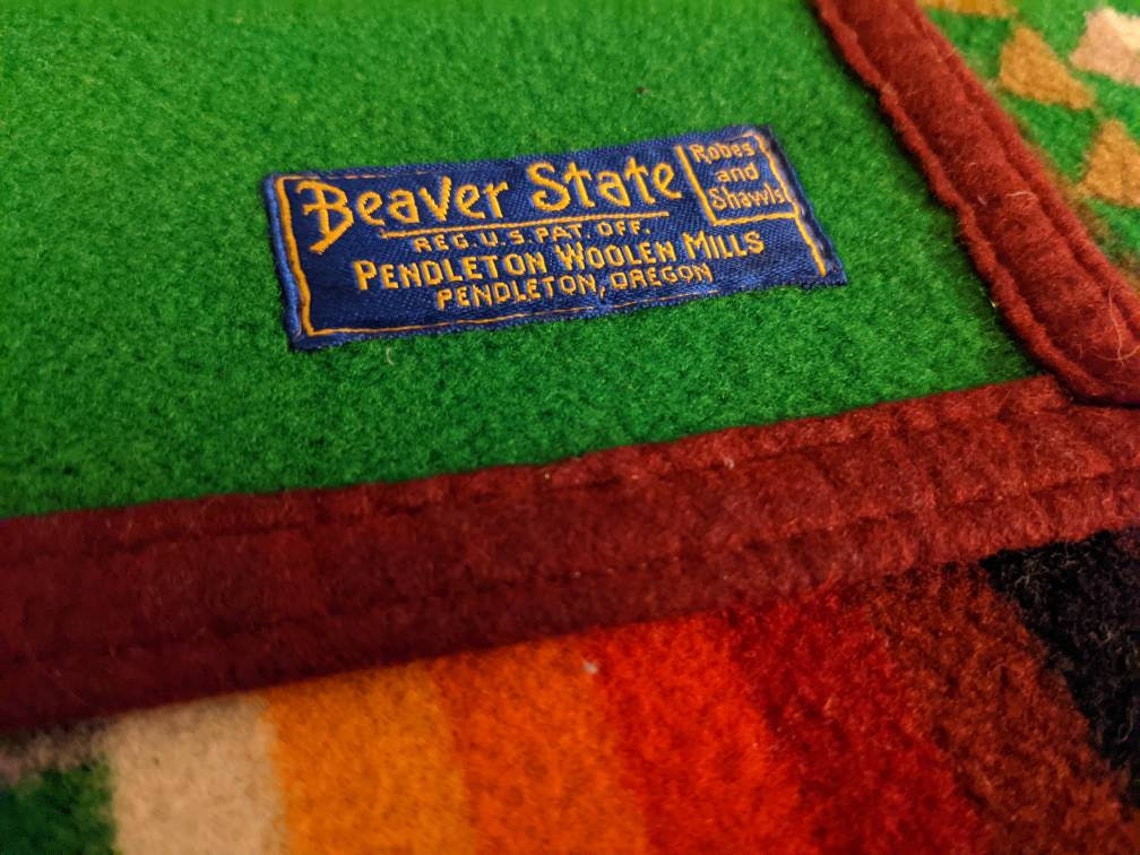 Beaver State
Robes
and
Shawls
REG. U.S. PAT. OFF.
PENDLETON WOOLEN MILLS
PENDLETON, OREGON